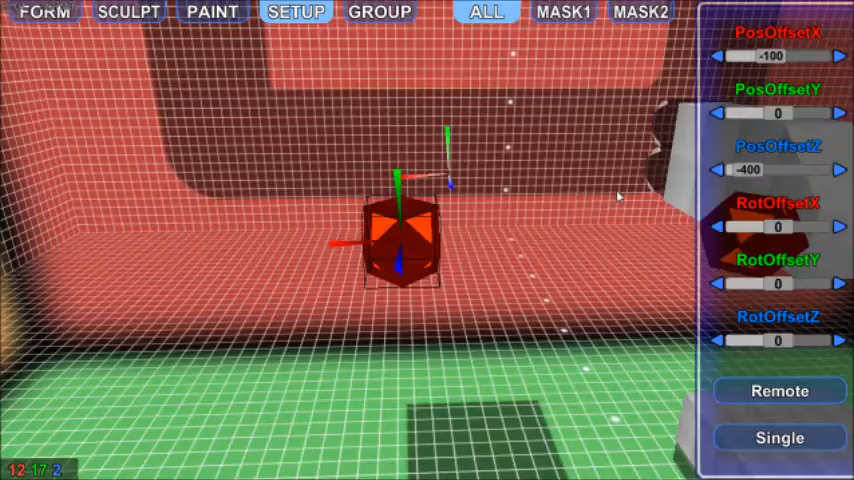 FORM SCULPT PAINT SETUP GROUP ALL MASK1 MASK2
PosOffsetX
-100
PosOffsetY
0
PosOffsetZ
-400
RotOffsetX
0
RotOffsetY
0
RotOffsetZ
0
Remote
Single
12 17 2